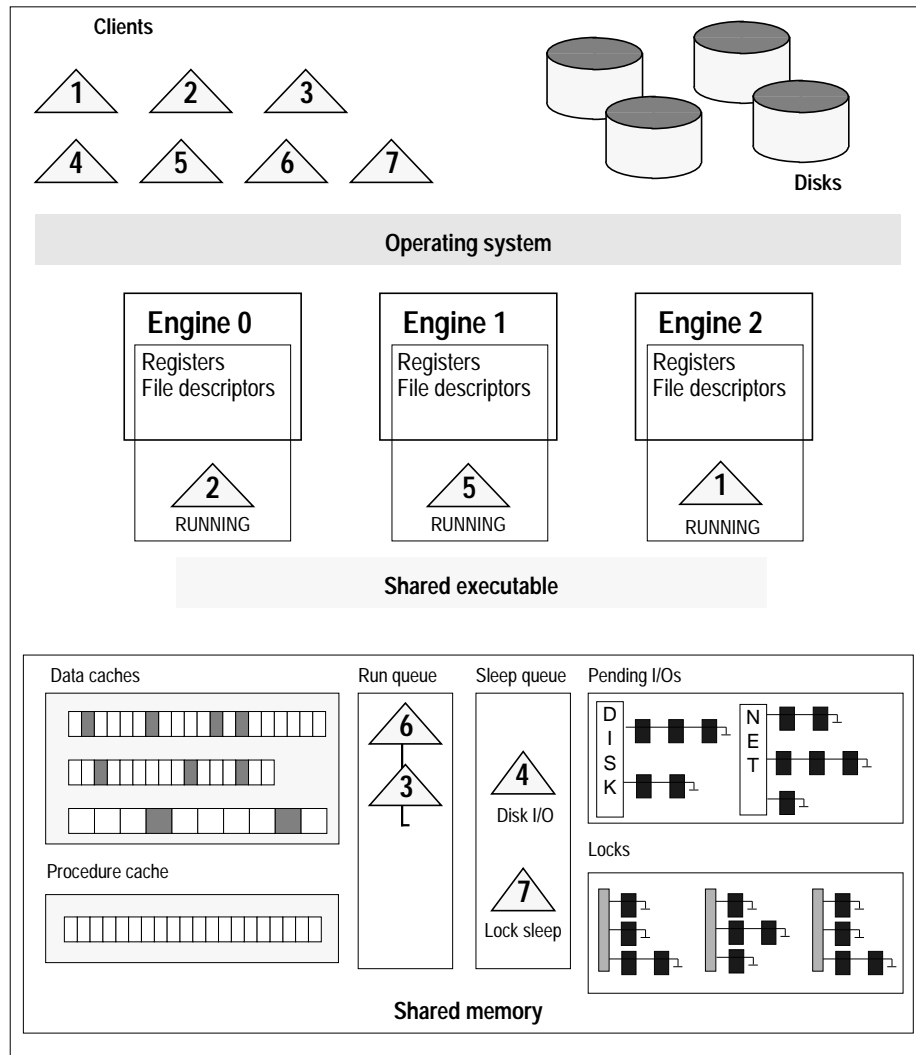 Clients
1 2 3
4 5 6 7
Disks
Operating system
Engine 0
Registers
File descriptors
2
RUNNING
Engine 1
Registers
File descriptors
5
RUNNING
Engine 2
Registers
File descriptors
1
RUNNING
Shared executable
Data caches
Procedure cache
Run queue
6
3
Sleep queue
4
Disk I/O
7
Lock sleep
Pending I/Os
DISK
NET
Locks
Shared memory